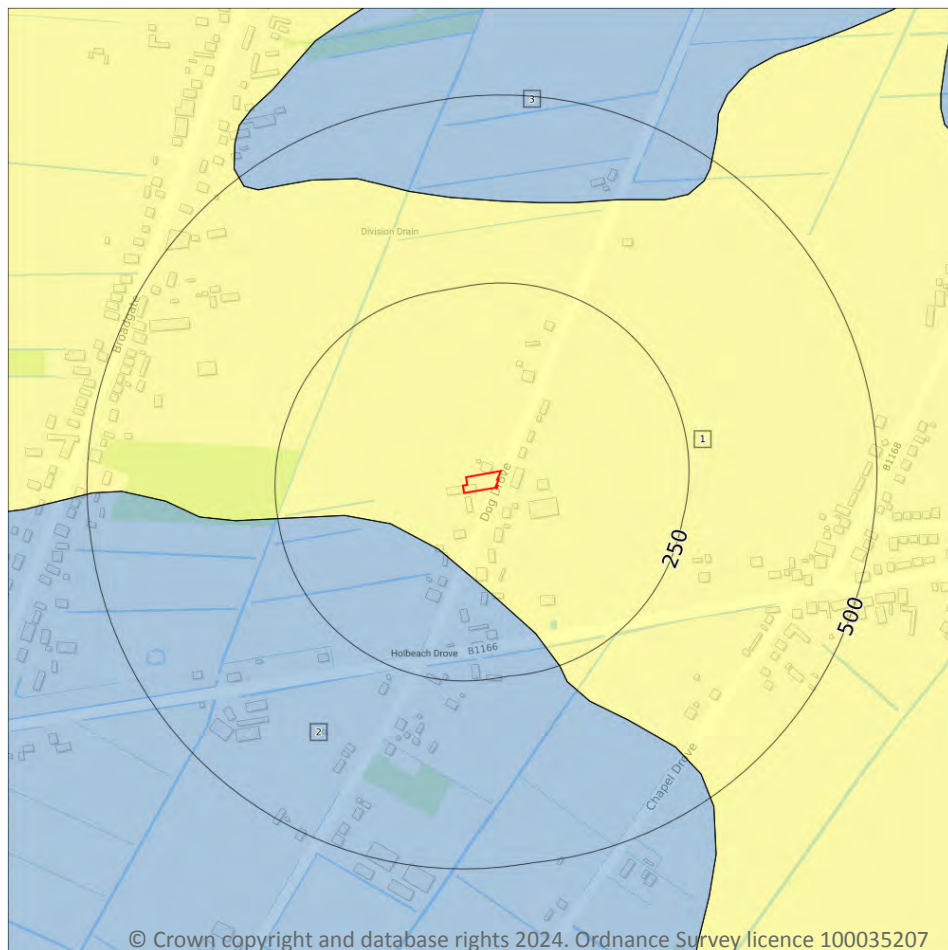 3
Division Drain
Broadgate
1
B1168
Dog Drove
250
500
Holbeach Drove
B1166
2
Chapel Drove
© Crown copyright and database rights 2024. Ordnance Survey licence 100035207